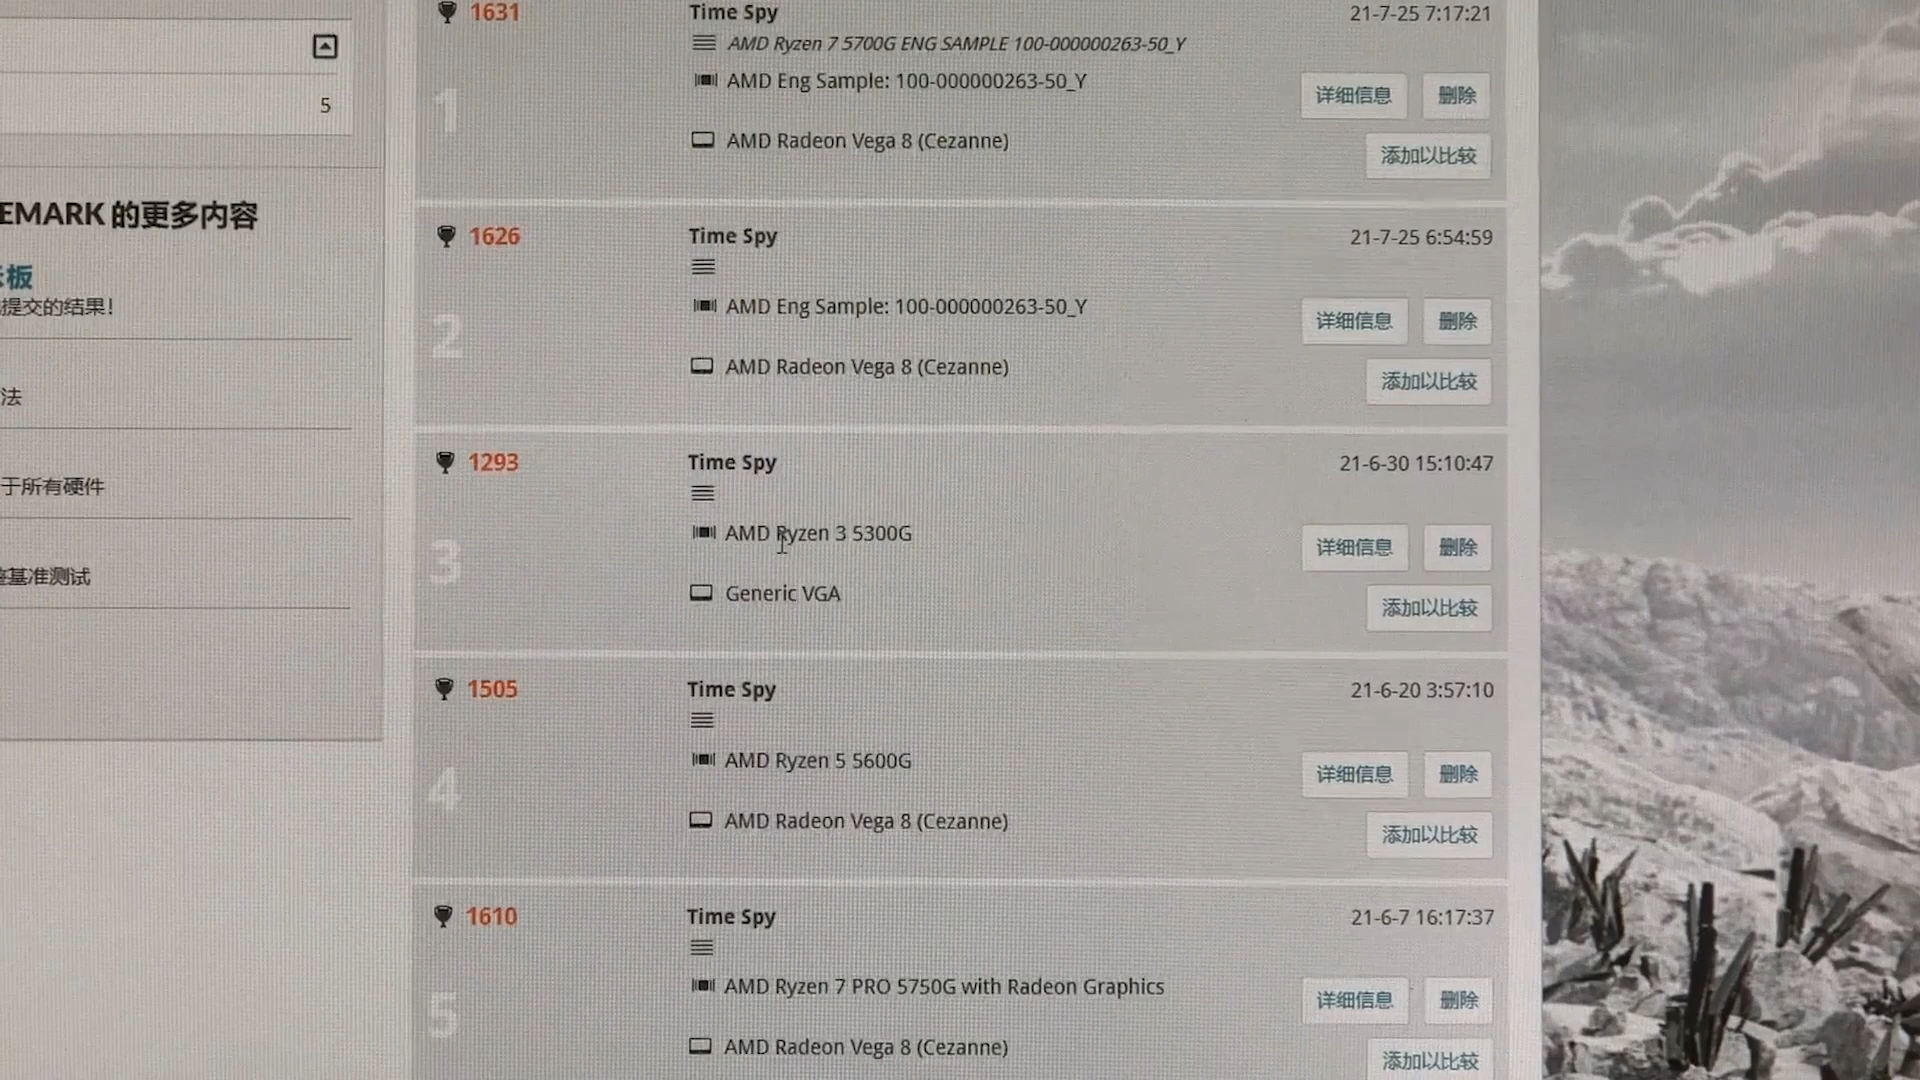 5
EMARK 的更多内容
板
提交的结果!
法
于所有硬件
基准测试
1631
Time Spy
21-7-25 7:17:21
AMD Ryzen 7 5700G ENG SAMPLE 100-000000263-50_Y
AMD Eng Sample: 100-000000263-50_Y
详细信息
删除
1
AMD Radeon Vega 8 (Cezanne)
添加以比较
1626
Time Spy
21-7-25 6:54:59
AMD Eng Sample: 100-000000263-50_Y
详细信息
删除
2
AMD Radeon Vega 8 (Cezanne)
添加以比较
1293
Time Spy
21-6-30 15:10:47
AMD Ryzen 3 5300G
详细信息
删除
3
Generic VGA
添加以比较
1505
Time Spy
21-6-20 3:57:10
AMD Ryzen 5 5600G
详细信息
删除
4
AMD Radeon Vega 8 (Cezanne)
添加以比较
1610
Time Spy
21-6-7 16:17:37
AMD Ryzen 7 PRO 5750G with Radeon Graphics
详细信息
删除
5
AMD Radeon Vega 8 (Cezanne)
添加以比较